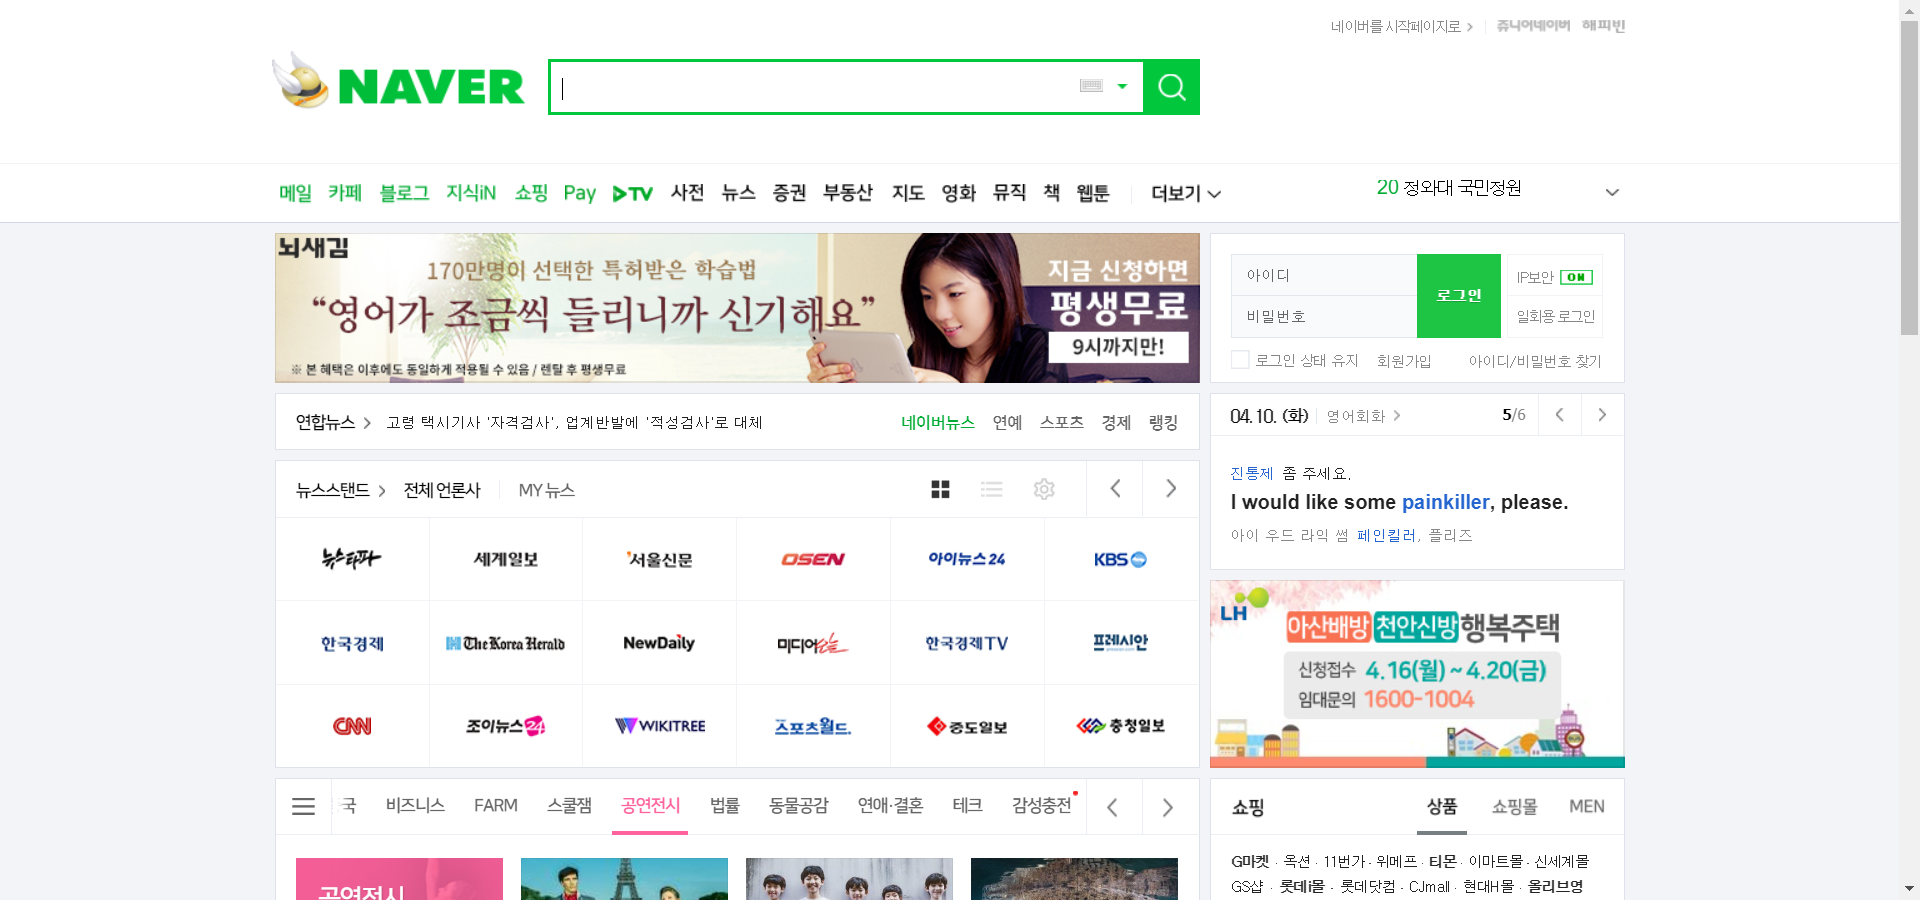 네이버를 시작페이지로 쥬니어네이버 해피빈
NAVER
메일 카페 블로그 지식iN 쇼핑 Pay TV 사전 뉴스 증권 부동산 지도 영화 뮤직 책 웹툰 더보기
20 청와대 국민청원
뇌새김
170만명이 선택한 특허받은 학습법
“영어가 조금씩 들리니까 신기해요”
※ 본 혜택은 이후에도 동일하게 적용될 수 있음 / 렌탈 후 평생무료
지금 신청하면
평생무료
9시까지만!
아이디
비밀번호
로그인
IP보안 ON
일회용 로그인
로그인 상태 유지 회원가입 아이디/비밀번호 찾기
연합뉴스 고령 택시기사 '자격검사', 업계반발에 '적성검사'로 대체
네이버뉴스 연예 스포츠 경제 랭킹
04.10. (화) 영어회화 5/6
진통제 좀 주세요.
I would like some painkiller, please.
아이 우드 라익 썸 페인킬러, 플리즈
뉴스스탠드 전체 언론사 MY 뉴스
뉴스타파 세계일보 서울신문 OSEN 아이뉴스24 KBS
한국경제 The Korea Herald NewDaily 미디어오늘 한국경제TV 프레시안
CNN 조이뉴스24 WIKITREE 스포츠월드 중도일보 충청일보
LH
아산배방 천안신방 행복주택
신청접수 4.16(월) ~ 4.20(금)
임대문의 1600-1004
국 비즈니스 FARM 스쿨잼 공연전시 법률 동물공감 연애·결혼 테크 감성충전
공연전시
쇼핑 상품 쇼핑몰 MEN
G마켓 · 옥션 · 11번가 · 위메프 · 티몬 · 이마트몰 · 신세계몰
GS샵 · 롯데i몰 · 롯데닷컴 · CJmall · 현대H몰 · 올리브영